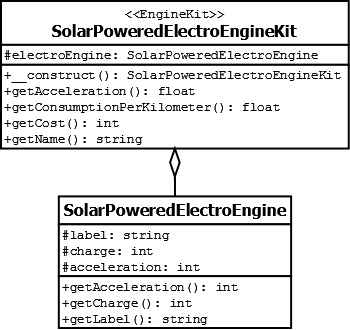 <<EngineKit>>
SolarPoweredElectroEngineKit
#electroEngine: SolarPoweredElectroEngine
+__construct(): SolarPoweredElectroEngineKit
+getAcceleration(): float
+getConsumptionPerKilometer(): float
+getCost(): int
+getName(): string
SolarPoweredElectroEngine
#label: string
#charge: int
#acceleration: int
+getAcceleration(): int
+getCharge(): int
+getLabel(): string